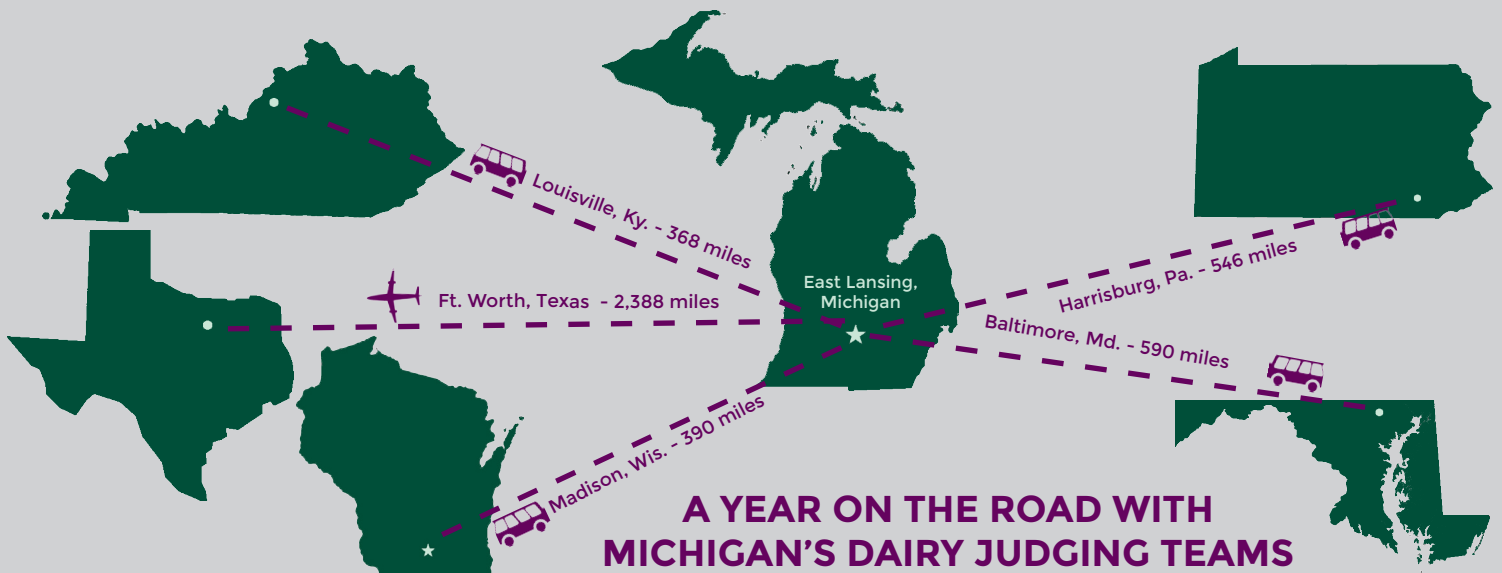 Louisville, Ky. - 368 miles
Ft. Worth, Texas - 2,388 miles
East Lansing,
Michigan
Harrisburg, Pa. - 546 miles
Baltimore, Md. - 590 miles
Madison, Wis. - 390 miles
A YEAR ON THE ROAD WITH
MICHIGAN’S DAIRY JUDGING TEAMS